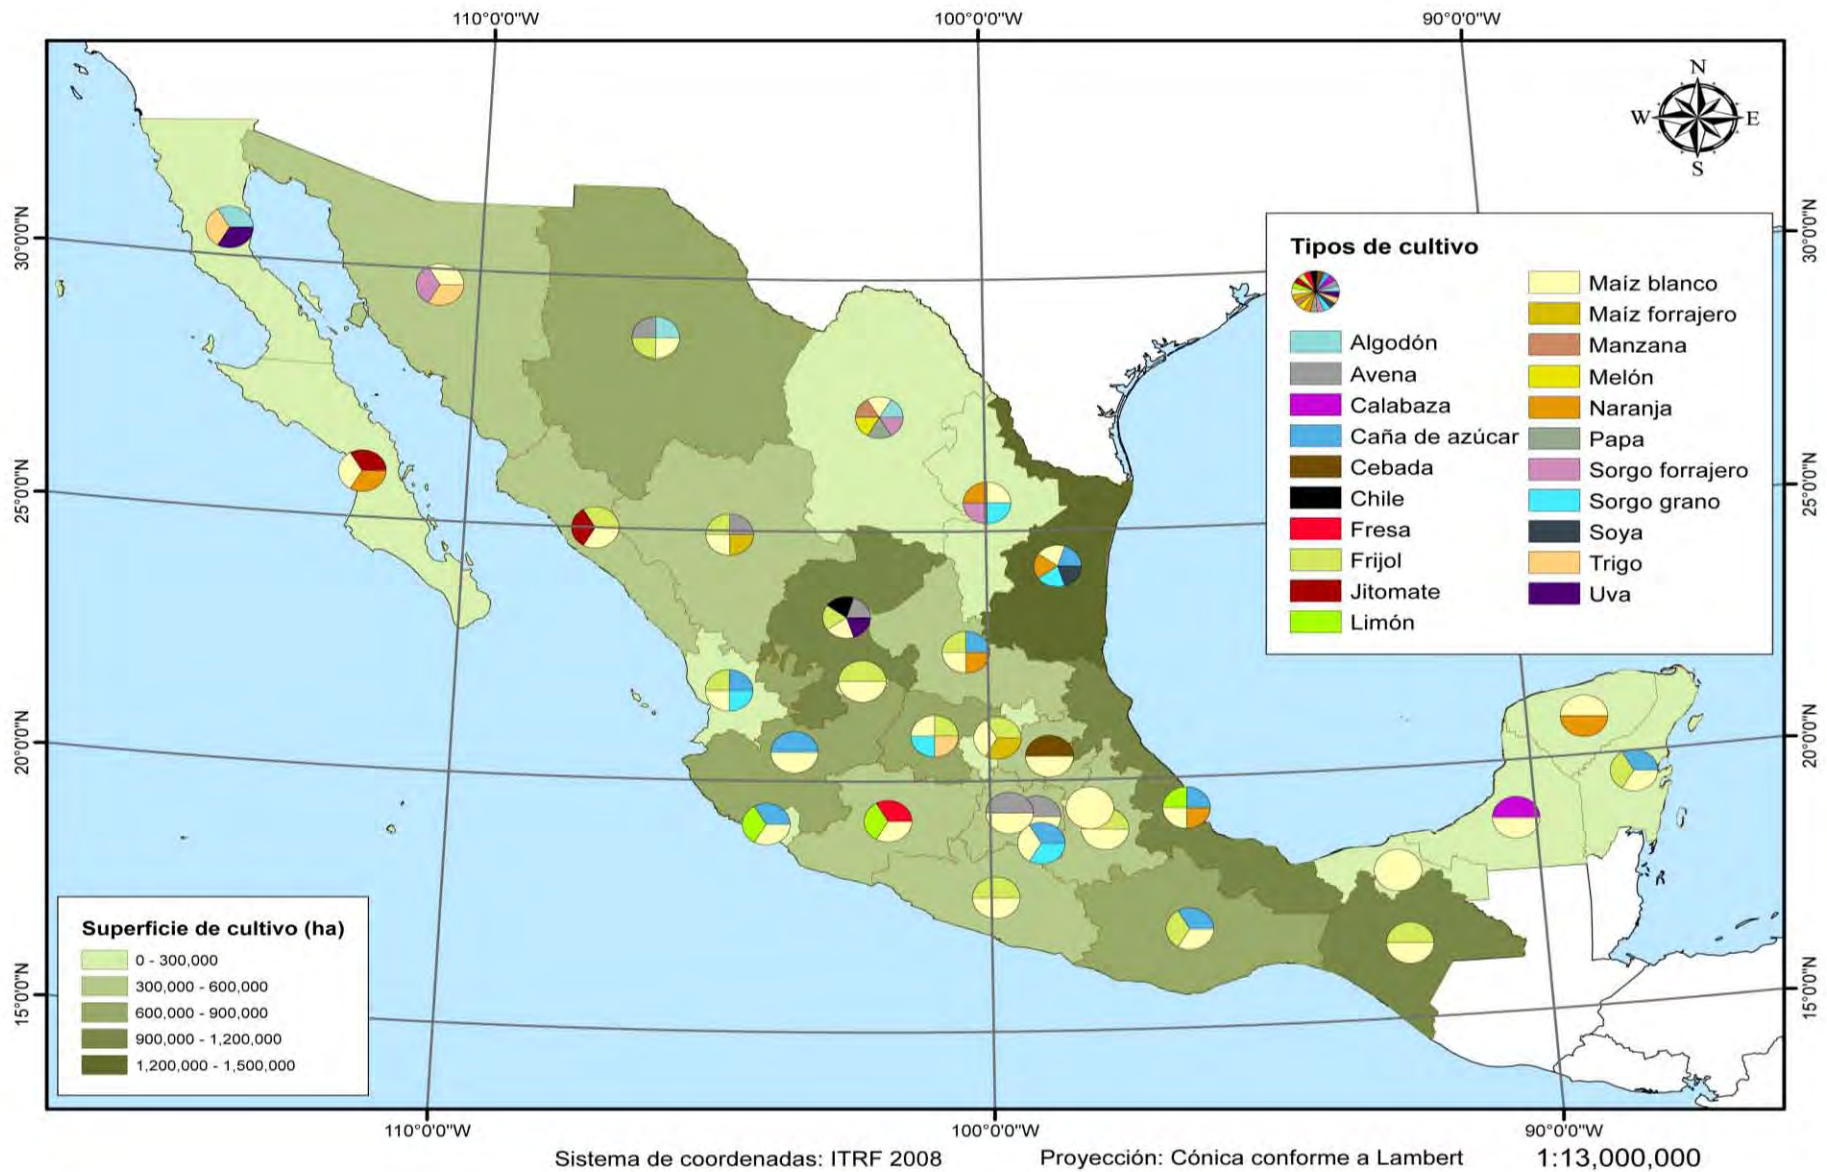 110°0'0"W
100°0'0"W
90°0'0"W
N
W
E
S
30°0'0"N
30°0'0"N
25°0'0"N
25°0'0"N
20°0'0"N
20°0'0"N
15°0'0"N
15°0'0"N
Tipos de cultivo
Algodón
Avena
Calabaza
Caña de azúcar
Cebada
Chile
Fresa
Frijol
Jitomate
Limón
Maíz blanco
Maíz forrajero
Manzana
Melón
Naranja
Papa
Sorgo forrajero
Sorgo grano
Soya
Trigo
Uva
Superficie de cultivo (ha)
0 - 300,000
300,000 - 600,000
600,000 - 900,000
900,000 - 1,200,000
1,200,000 - 1,500,000
110°0'0"W
100°0'0"W
90°0'0"W
Sistema de coordenadas: ITRF 2008 Proyección: Cónica conforme a Lambert 1:13,000,000